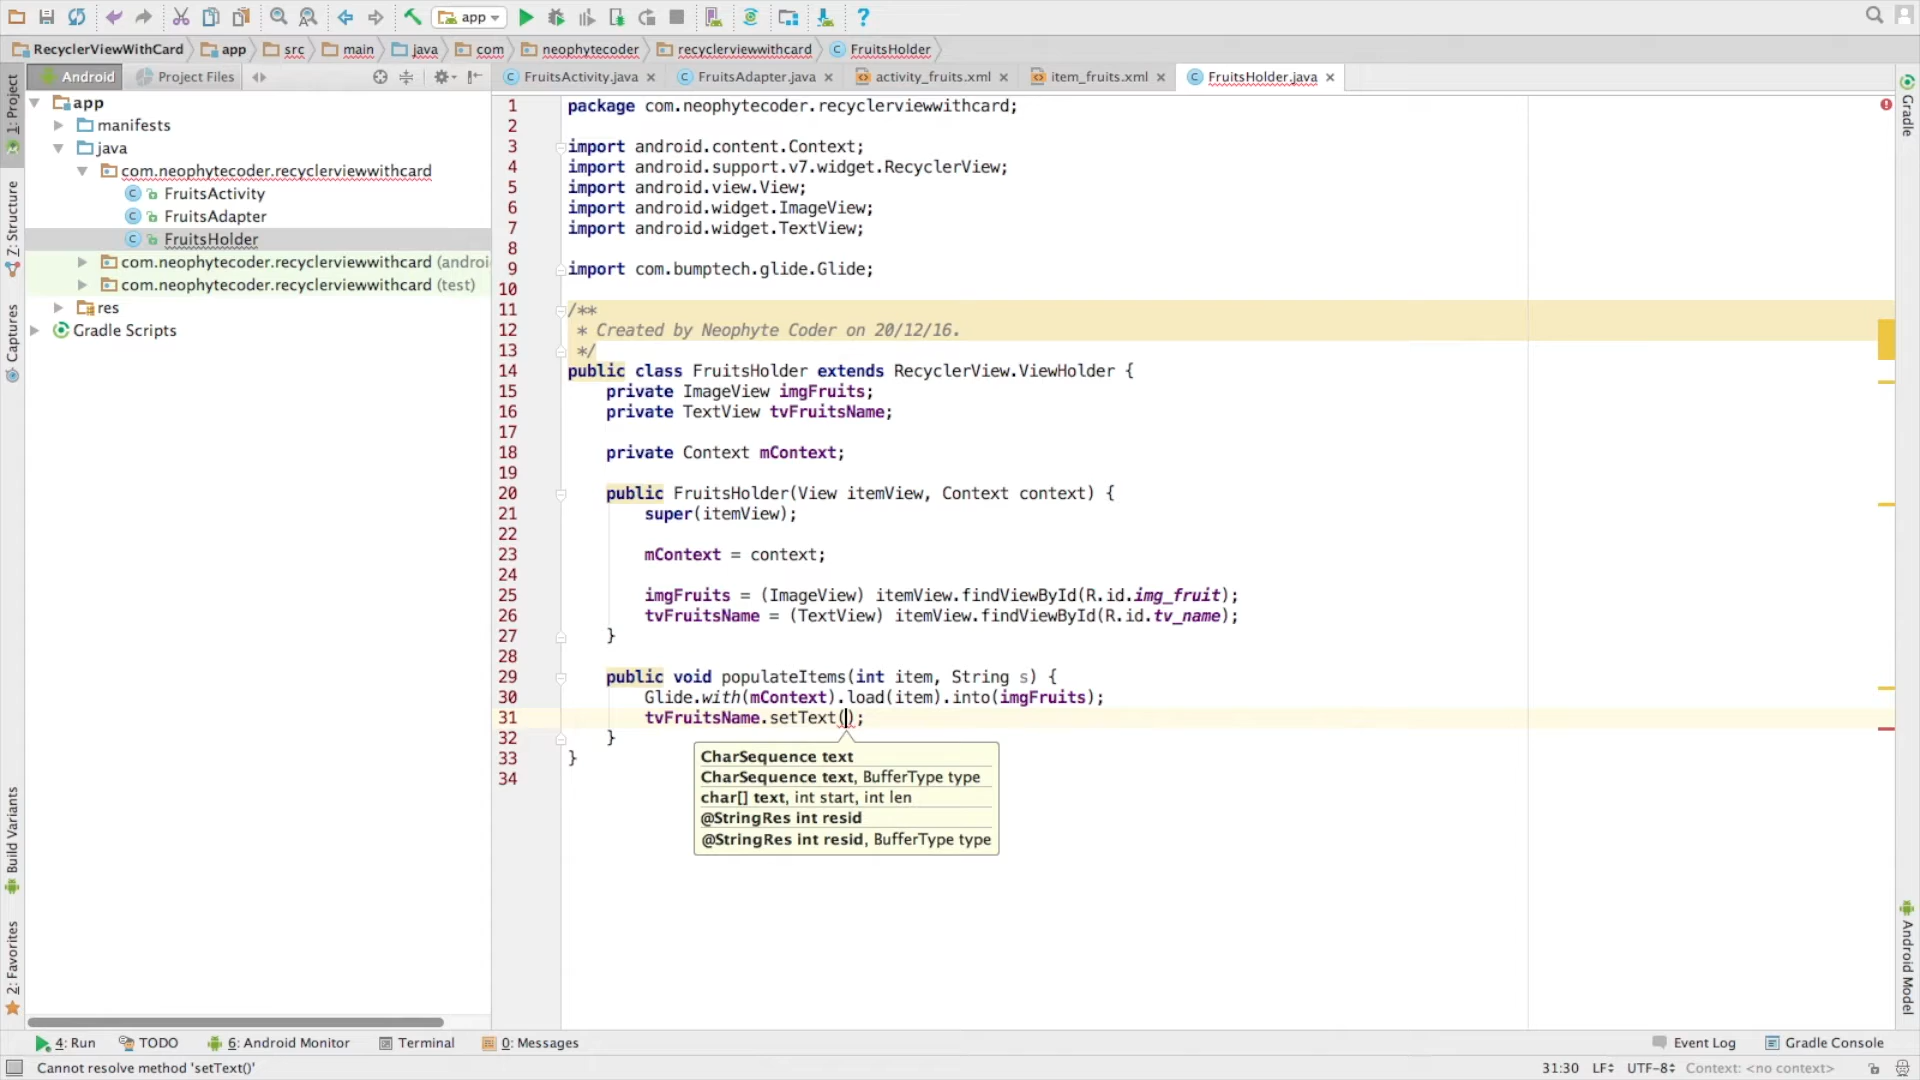 app
RecyclerViewWithCard app src main java com neophytecoder recyclerviewwithcard FruitsHolder
Android Project Files
FruitsActivity.java FruitsAdapter.java activity_fruits.xml item_fruits.xml FruitsHolder.java
1: Project
Z: Structure
Captures
Build Variants
2: Favorites
app
manifests
java
com.neophytecoder.recyclerviewwithcard
FruitsActivity
FruitsAdapter
FruitsHolder
com.neophytecoder.recyclerviewwithcard (androi
com.neophytecoder.recyclerviewwithcard (test)
res
Gradle Scripts
1 package com.neophytecoder.recyclerviewwithcard;
2
3 import android.content.Context;
4 import android.support.v7.widget.RecyclerView;
5 import android.view.View;
6 import android.widget.ImageView;
7 import android.widget.TextView;
8
9 import com.bumptech.glide.Glide;
10
11 /**
12 * Created by Neophyte Coder on 20/12/16.
13 */
14 public class FruitsHolder extends RecyclerView.ViewHolder {
15 private ImageView imgFruits;
16 private TextView tvFruitsName;
17
18 private Context mContext;
19
20 public FruitsHolder(View itemView, Context context) {
21 super(itemView);
22
23 mContext = context;
24
25 imgFruits = (ImageView) itemView.findViewById(R.id.img_fruit);
26 tvFruitsName = (TextView) itemView.findViewById(R.id.tv_name);
27 }
28
29 public void populateItems(int item, String s) {
30 Glide.with(mContext).load(item).into(imgFruits);
31 tvFruitsName.setText();
32 }
33 }
34
CharSequence text
CharSequence text, BufferType type
char[] text, int start, int len
@StringRes int resid
@StringRes int resid, BufferType type
Gradle
Android Model
4: Run TODO 6: Android Monitor Terminal 0: Messages Event Log Gradle Console
Cannot resolve method 'setText()' 31:30 LF UTF-8 Context: <no context>